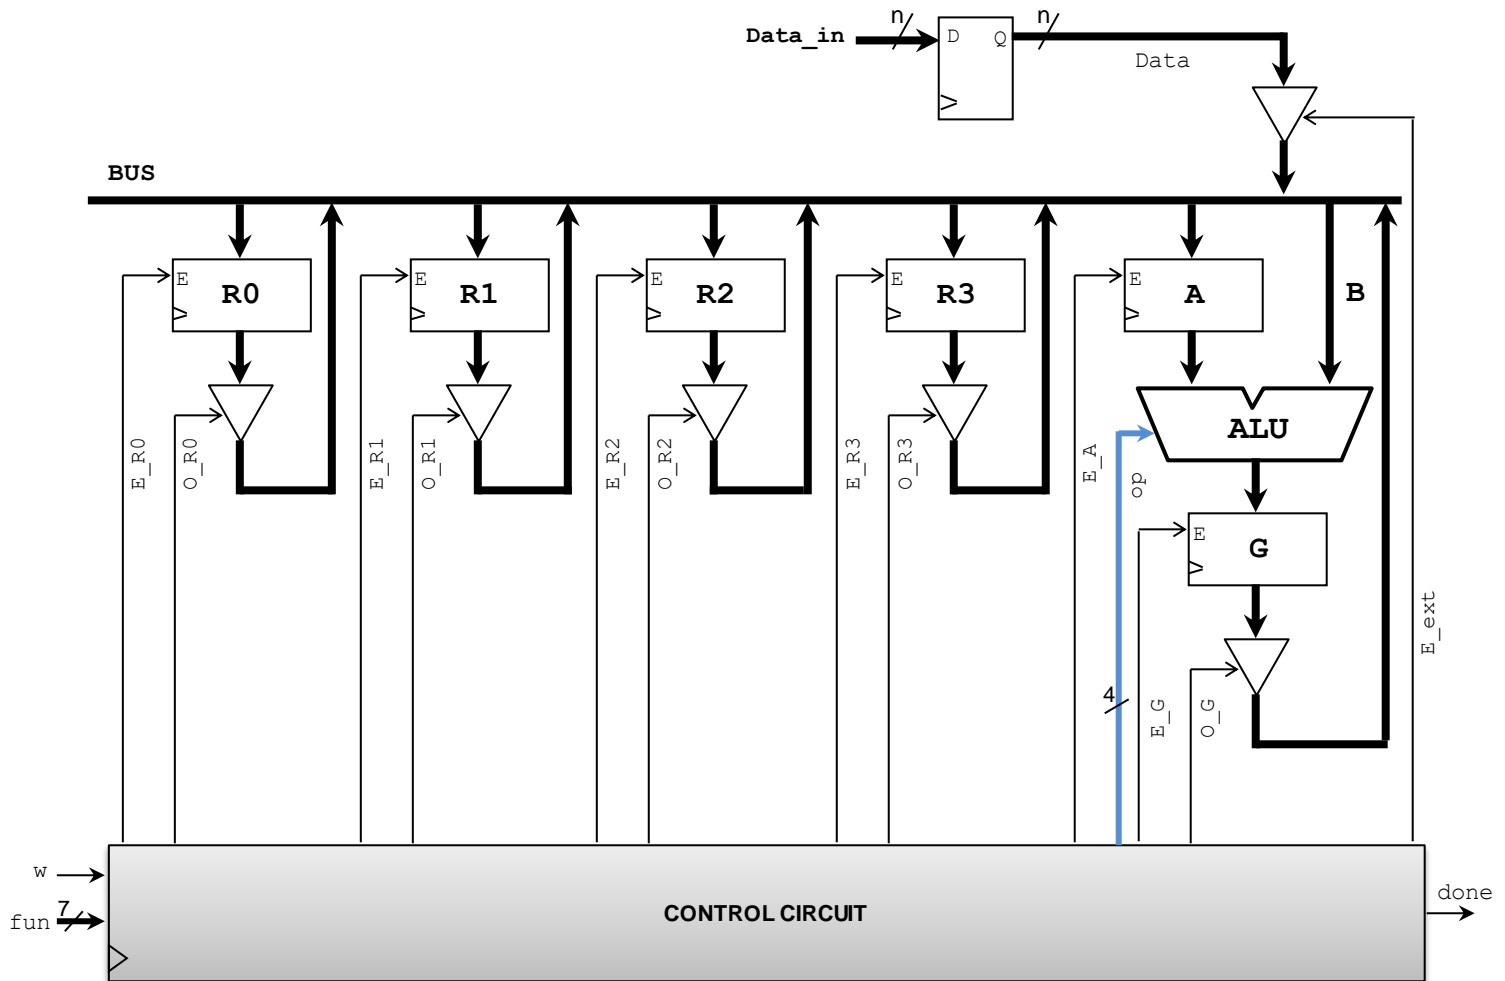 n
n
Data_in
D
Q
Data
BUS
E
R0
E
R1
E
R2
E
R3
E
A
B
ALU
E_R0
O_R0
E_R1
O_R1
E_R2
O_R2
E_R3
O_R3
E_A
op
E
G
4
E_G
O_G
E_ext
w
fun
7
CONTROL CIRCUIT
done